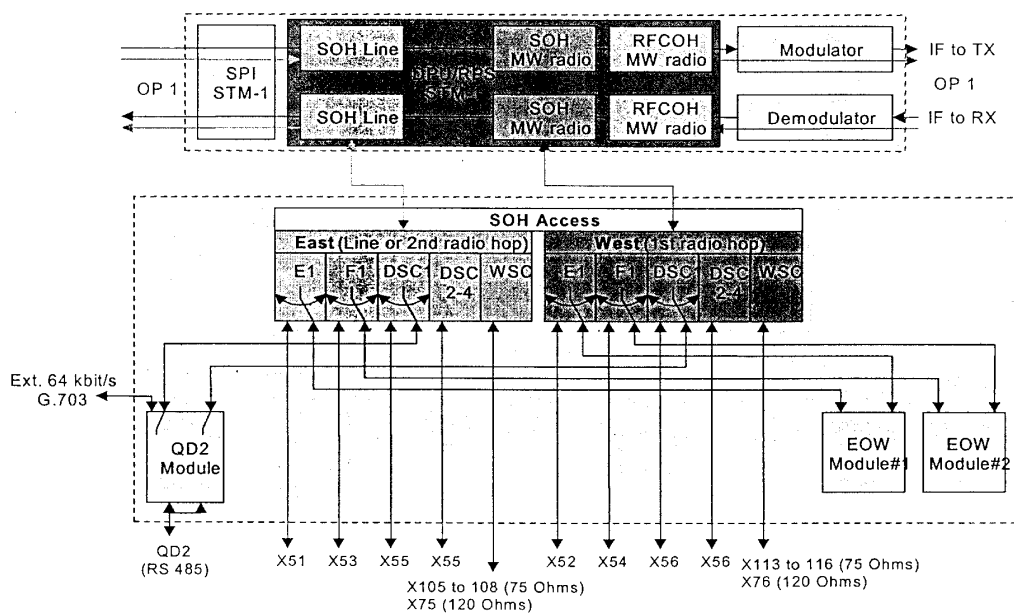 SPI
STM-1
OP 1
SOH Line
SOH Line
DPU/RPS
SOH
MW radio
SOH
MW radio
RFCOH
MW radio
RFCOH
MW radio
Modulator
Demodulator
IF to TX
OP 1
IF to RX
SOH Access
East (Line or 2nd radio hop)
West (1st radio hop)
E1
F1
DSC1
DSC
2-4
WSC
E1
F1
DSC1
DSC
2-4
WSC
Ext. 64 kbit/s
G.703
QD2
Module
EOW
Module#1
EOW
Module#2
QD2
(RS 485)
X51
X53
X55
X55
X105 to 108 (75 Ohms)
X75 (120 Ohms)
X52
X54
X56
X56
X113 to 116 (75 Ohms)
X76 (120 Ohms)